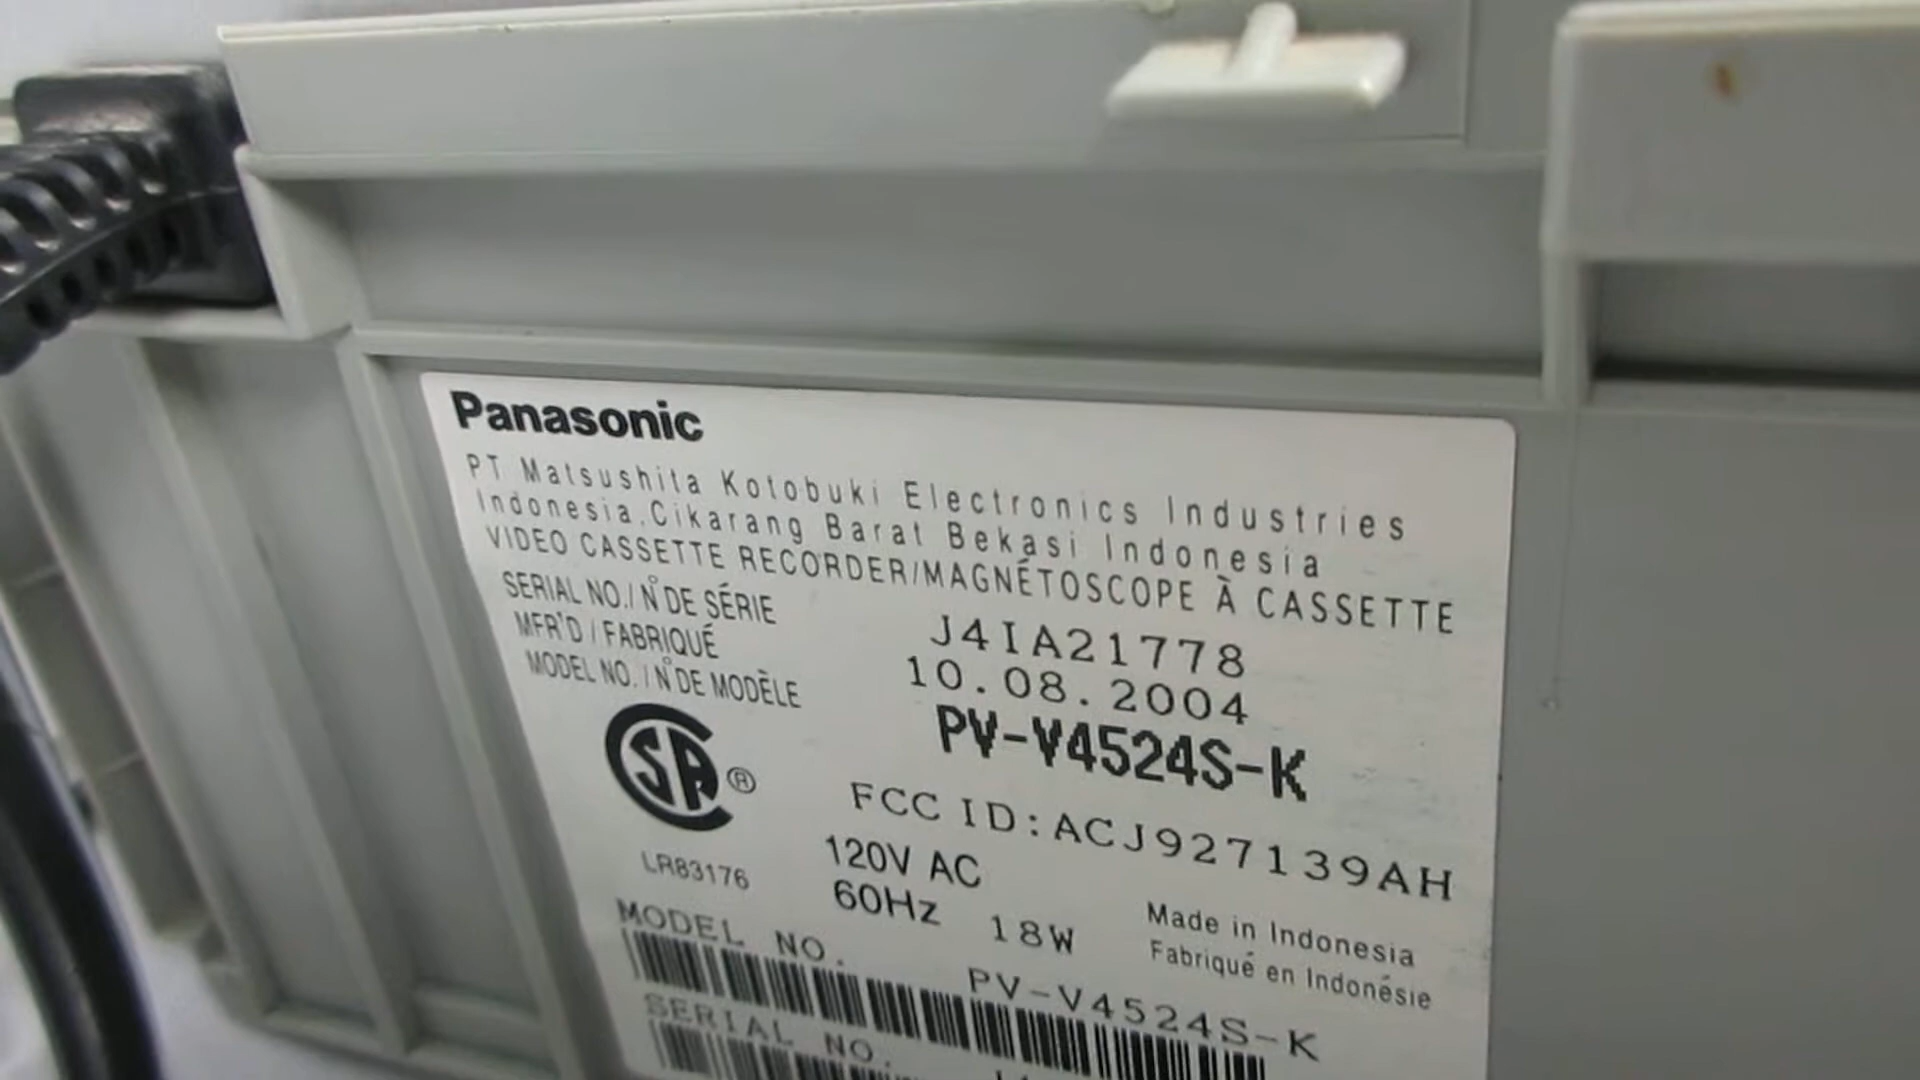 Panasonic
PT Matsushita Kotobuki Electronics Industries
Indonesia.Cikarang Barat Bekasi Indonesia
VIDEO CASSETTE RECORDER/MAGNÉTOSCOPE À CASSETTE
SERIAL NO./N° DE SÉRIE J4IA21778
MFR'D / FABRIQUÉ 10.08.2004
MODEL NO. / N° DE MODÈLE PV-V4524S-K
SA ®
FCC ID:ACJ927139AH
LR83176
120V AC
60Hz 18W
Made in Indonesia
Fabriqué en Indonésie
MODEL NO. PV-V4524S-K
SERIAL NO.